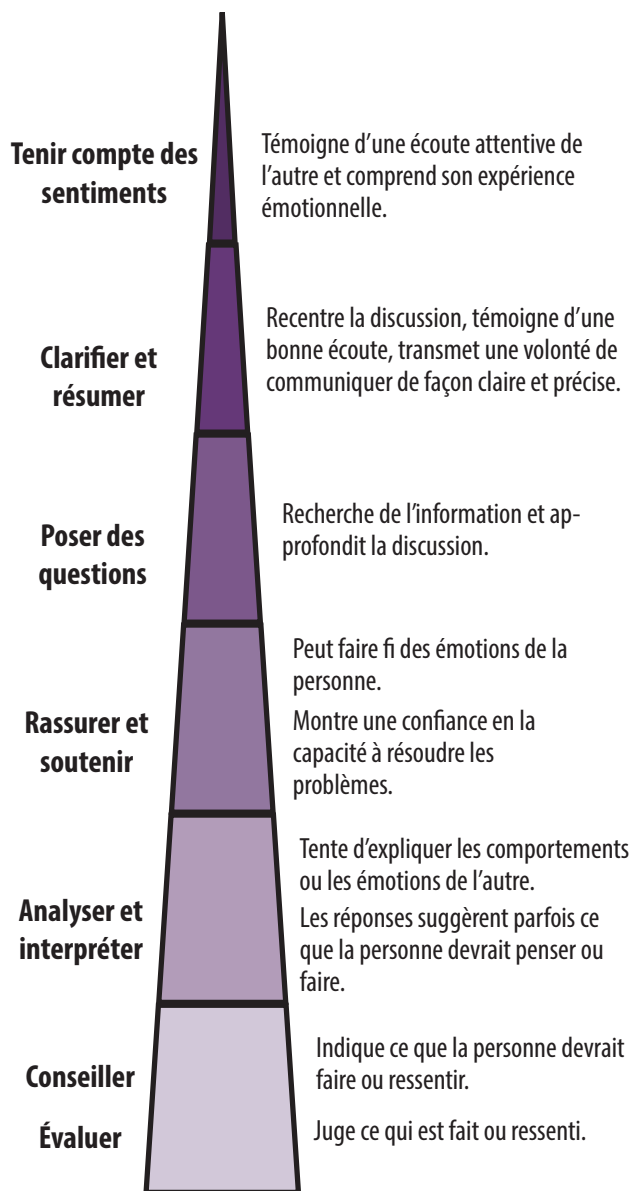 Tenir compte des
sentiments
Témoigne d'une écoute attentive de
l'autre et comprend son expérience
émotionnelle.
Clarifier et
résumer
Recentre la discussion, témoigne d'une
bonne écoute, transmet une volonté de
communiquer de façon claire et précise.
Poser des
questions
Recherche de l'information et ap-
profondit la discussion.
Rassurer et
soutenir
Peut faire fi des émotions de la
personne.
Montre une confiance en la
capacité à résoudre les
problèmes.
Analyser et
interpréter
Tente d'expliquer les comportements
ou les émotions de l'autre.
Les réponses suggèrent parfois ce
que la personne devrait penser ou
faire.
Conseiller
Indique ce que la personne devrait
faire ou ressentir.
Évaluer
Juge ce qui est fait ou ressenti.